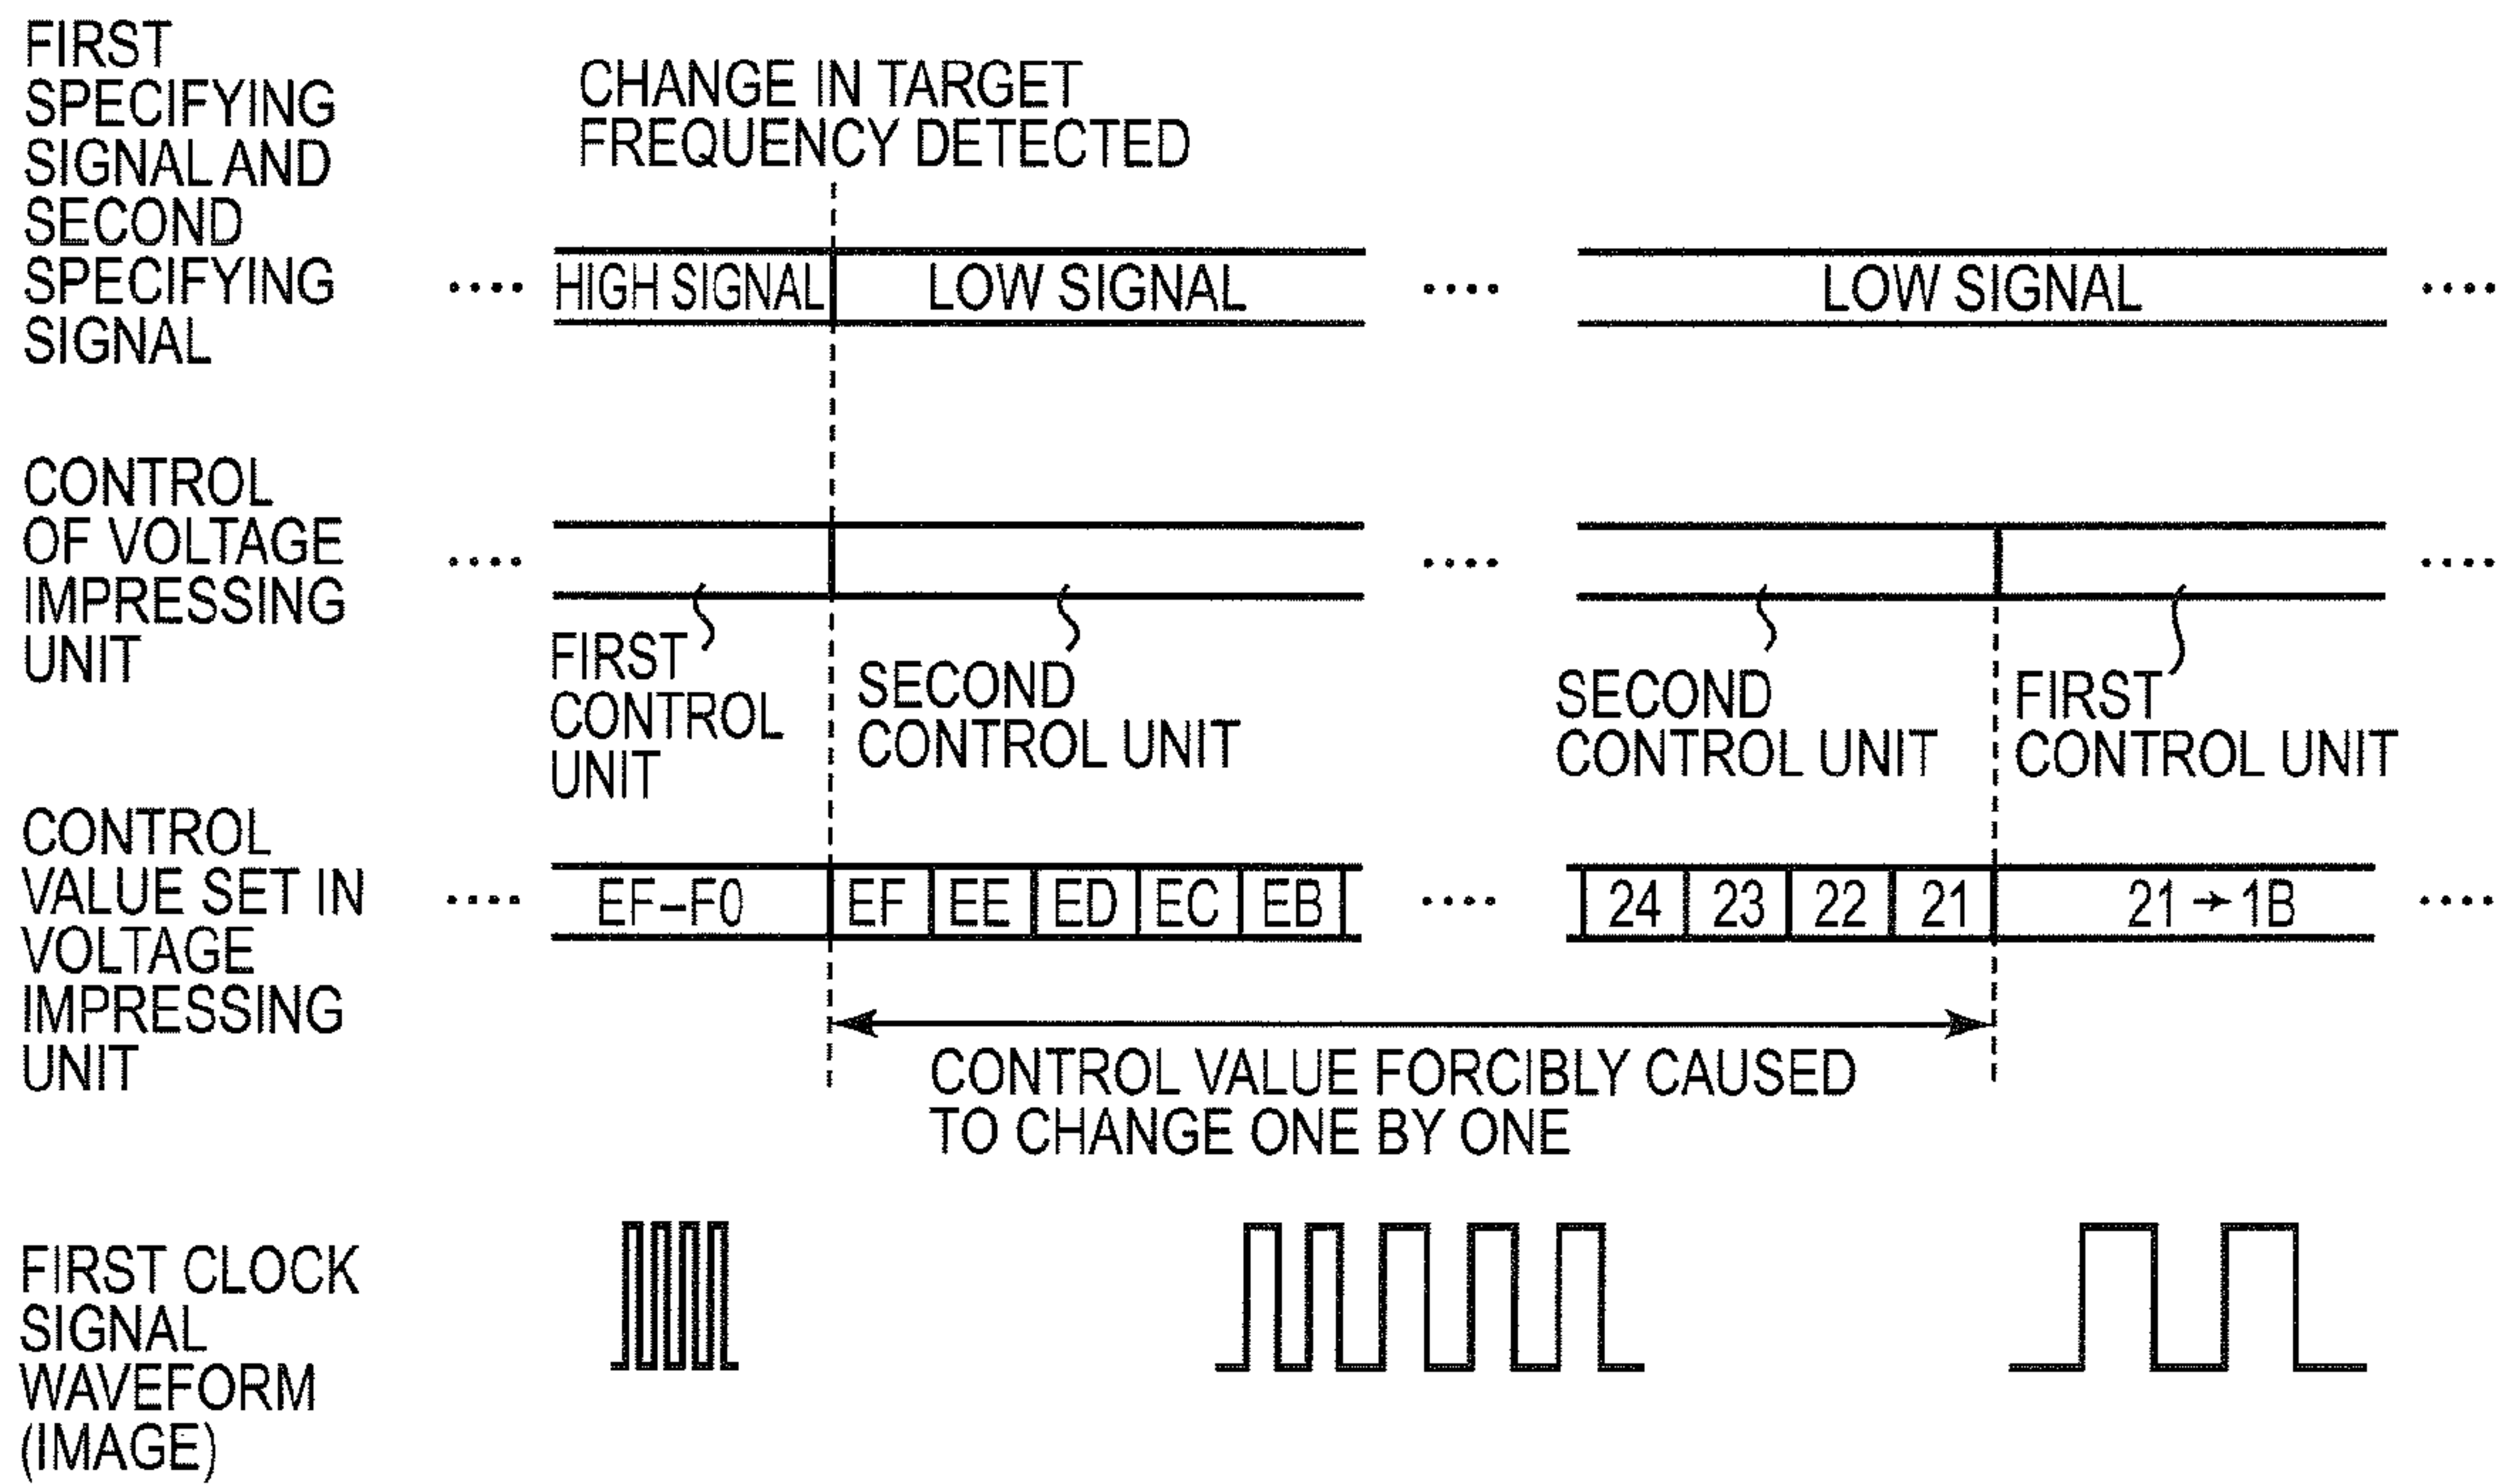 FIRST
SPECIFYING
SIGNAL AND
SECOND
SPECIFYING
SIGNAL
CHANGE IN TARGET
FREQUENCY DETECTED
···· HIGH SIGNAL LOW SIGNAL ···· LOW SIGNAL ····
CONTROL
OF VOLTAGE
IMPRESSING
UNIT
···· ···· ····
FIRST
CONTROL
UNIT
SECOND
CONTROL UNIT
SECOND
CONTROL UNIT
FIRST
CONTROL UNIT
CONTROL
VALUE SET IN
VOLTAGE
IMPRESSING
UNIT
···· EF–F0 EF EE ED EC EB ···· 24 23 22 21 21→1B ····
CONTROL VALUE FORCIBLY CAUSED
TO CHANGE ONE BY ONE
FIRST CLOCK
SIGNAL
WAVEFORM
(IMAGE)